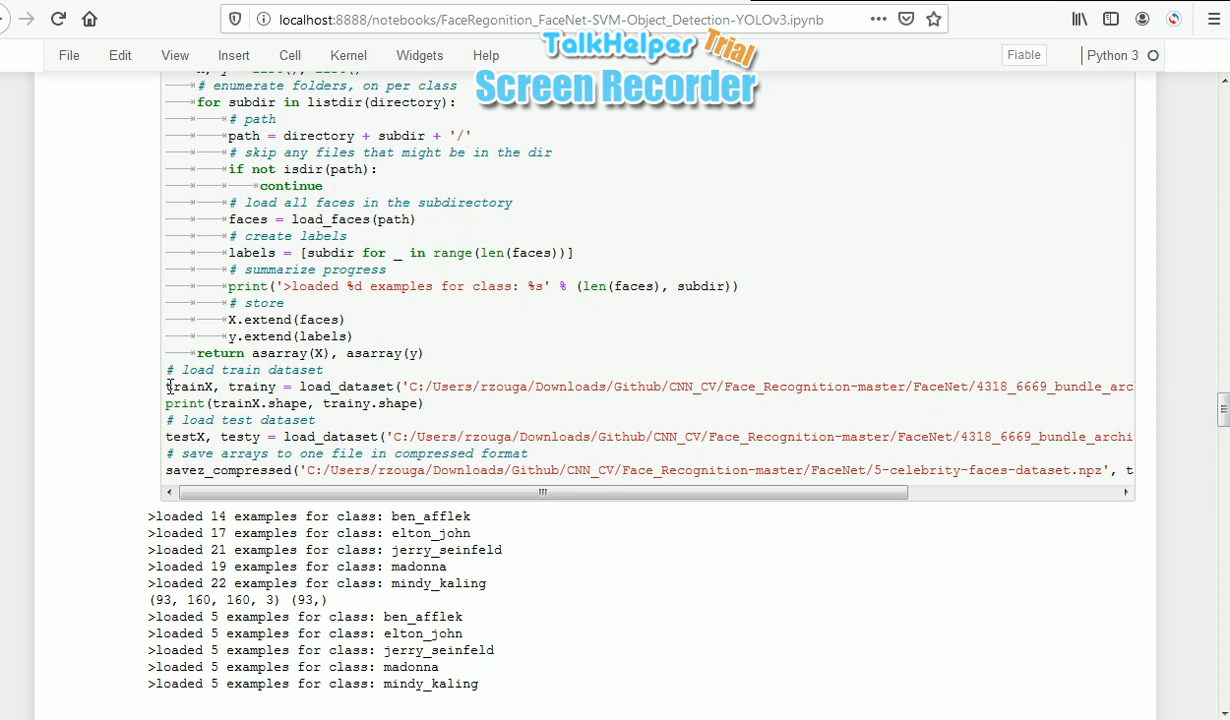 localhost:8888/notebooks/FaceRegonition_FaceNet-SVM-Object_Detection-YOLOv3.ipynb
File Edit View Insert Cell Kernel Widgets Help Fiable Python 3
TalkHelper Trial
Screen Recorder
# enumerate folders, on per class
for subdir in listdir(directory):
# path
path = directory + subdir + '/'
# skip any files that might be in the dir
if not isdir(path):
continue
# load all faces in the subdirectory
faces = load_faces(path)
# create labels
labels = [subdir for _ in range(len(faces))]
# summarize progress
print('>loaded %d examples for class: %s' % (len(faces), subdir))
# store
X.extend(faces)
y.extend(labels)
return asarray(X), asarray(y)
# load train dataset
trainX, trainy = load_dataset('C:/Users/rzouga/Downloads/Github/CNN_CV/Face_Recognition-master/FaceNet/4318_6669_bundle_arc
print(trainX.shape, trainy.shape)
# load test dataset
testX, testy = load_dataset('C:/Users/rzouga/Downloads/Github/CNN_CV/Face_Recognition-master/FaceNet/4318_6669_bundle_archi
# save arrays to one file in compressed format
savez_compressed('C:/Users/rzouga/Downloads/Github/CNN_CV/Face_Recognition-master/FaceNet/5-celebrity-faces-dataset.npz', t
>loaded 14 examples for class: ben_afflek
>loaded 17 examples for class: elton_john
>loaded 21 examples for class: jerry_seinfeld
>loaded 19 examples for class: madonna
>loaded 22 examples for class: mindy_kaling
(93, 160, 160, 3) (93,)
>loaded 5 examples for class: ben_afflek
>loaded 5 examples for class: elton_john
>loaded 5 examples for class: jerry_seinfeld
>loaded 5 examples for class: madonna
>loaded 5 examples for class: mindy_kaling